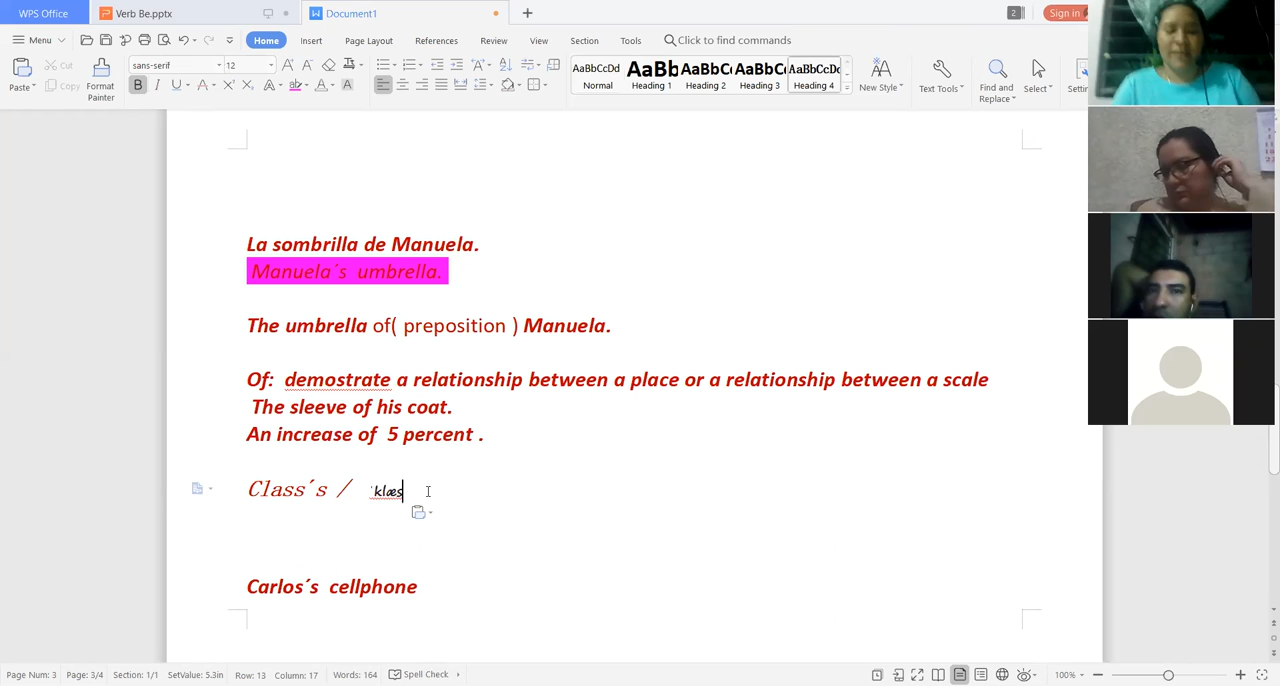 WPS Office Verb Be.pptx Document1 + 2 Sign in
Menu Home Insert Page Layout References Review View Section Tools Click to find commands
sans-serif 12 AaBbCcDd AaBb AaBbC AaBbC AaBbCcDc
Paste Cut Copy Format Painter B I U Normal Heading 1 Heading 2 Heading 3 Heading 4 New Style Text Tools Find and Replace Select
La sombrilla de Manuela.
Manuela´s umbrella.
The umbrella of( preposition ) Manuela.
Of: demostrate a relationship between a place or a relationship between a scale
The sleeve of his coat.
An increase of 5 percent .
Class´s / ˈklæs
Carlos´s cellphone
Page Num: 3 Page: 3/4 Section: 1/1 SetValue: 5.3in Row: 13 Column: 17 Words: 164 Spell Check 100%